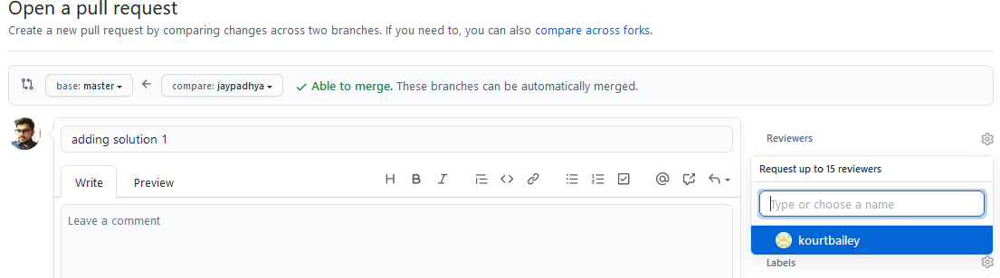 Open a pull request
Create a new pull request by comparing changes across two branches. If you need to, you can also compare across forks.
base: master
compare: jaypadhya
Able to merge. These branches can be automatically merged.
adding solution 1
Reviewers
Request up to 15 reviewers
Write Preview
Type or choose a name
Leave a comment
kourtbailey
Labels